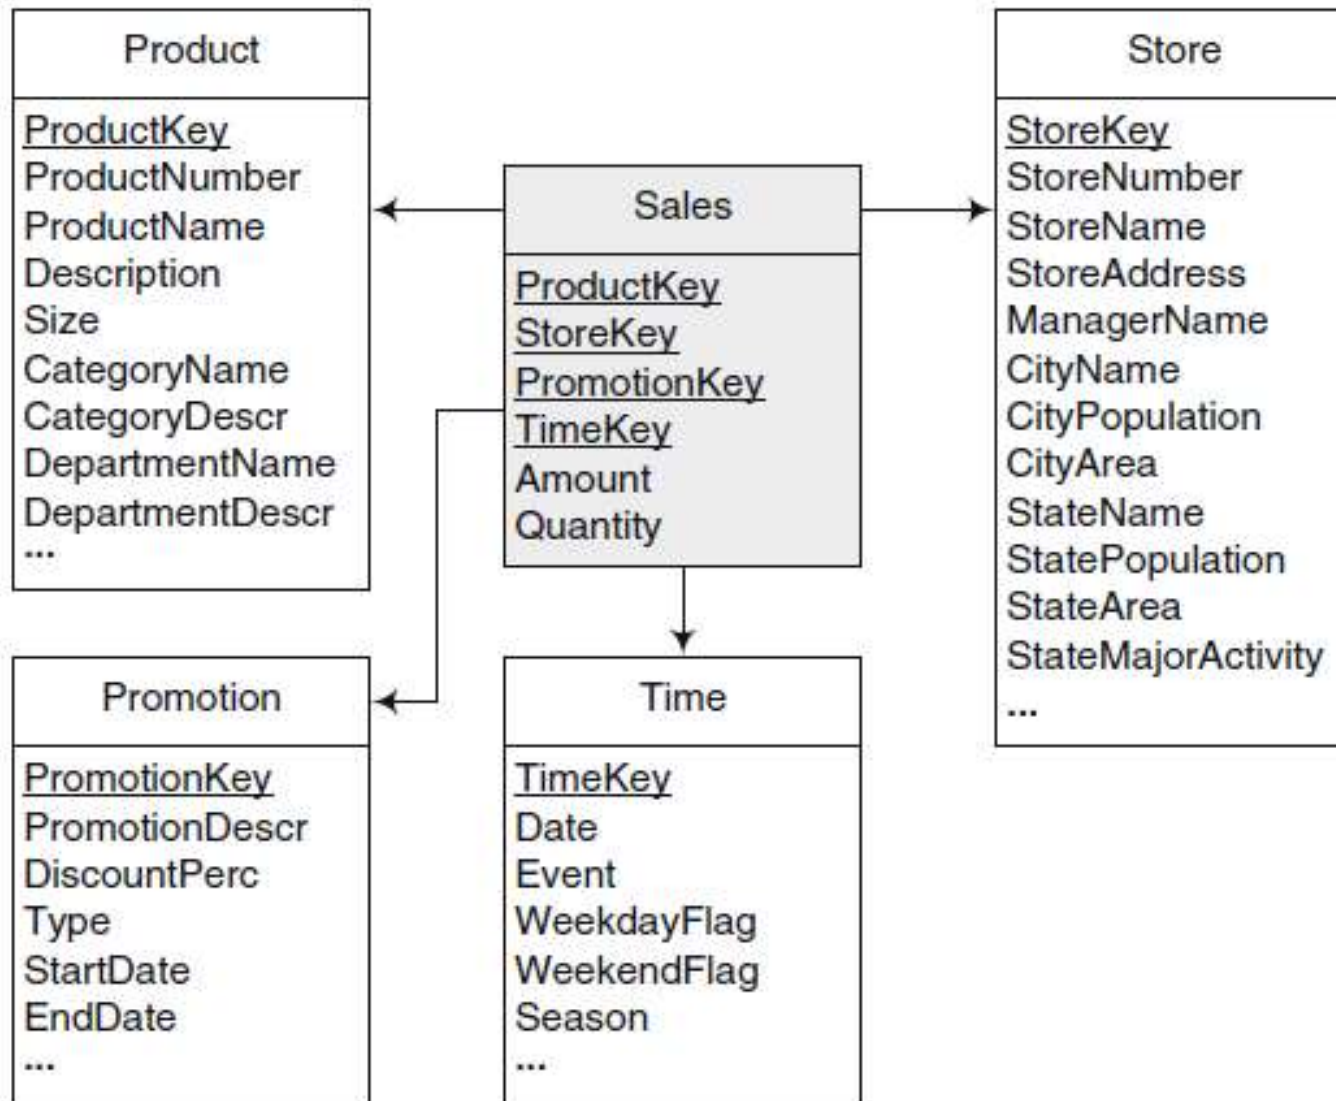 Product
ProductKey
ProductNumber
ProductName
Description
Size
CategoryName
CategoryDescr
DepartmentName
DepartmentDescr
...
Sales
ProductKey
StoreKey
PromotionKey
TimeKey
Amount
Quantity
Store
StoreKey
StoreNumber
StoreName
StoreAddress
ManagerName
CityName
CityPopulation
CityArea
StateName
StatePopulation
StateArea
StateMajorActivity
...
Promotion
PromotionKey
PromotionDescr
DiscountPerc
Type
StartDate
EndDate
...
Time
TimeKey
Date
Event
WeekdayFlag
WeekendFlag
Season
...